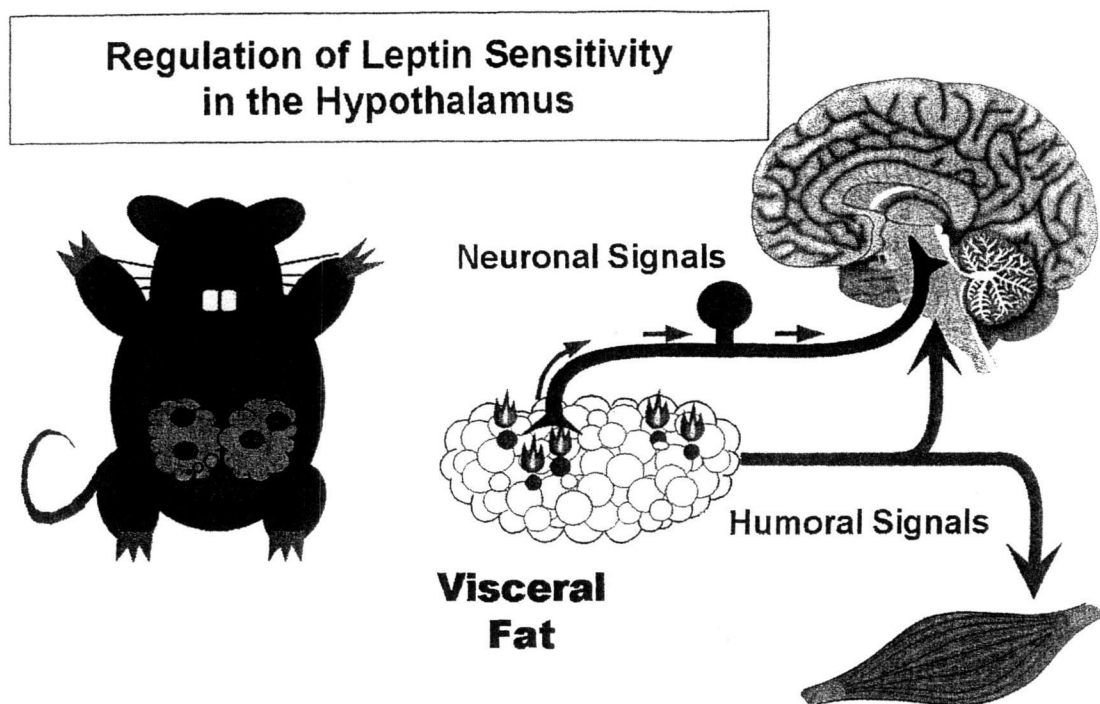 Regulation of Leptin Sensitivity
in the Hypothalamus
Neuronal Signals
Humoral Signals
Visceral
Fat